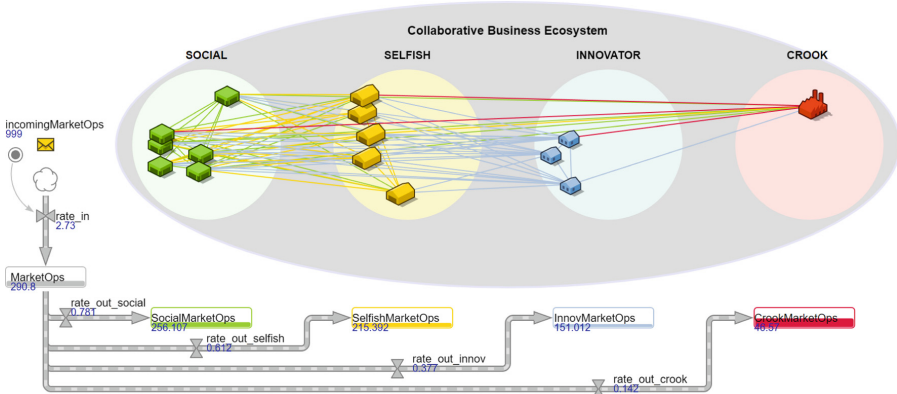 Collaborative Business Ecosystem
SOCIAL SELFISH INNOVATOR CROOK
incomingMarketOps
999
rate_in
2.73
MarketOps
290.8
rate_out_social
0.781
SocialMarketOps
256.107
SelfishMarketOps
215.392
InnovMarketOps
151.012
CrookMarketOps
46.57
rate_out_selfish
0.612
rate_out_innov
0.377
rate_out_crook
0.142